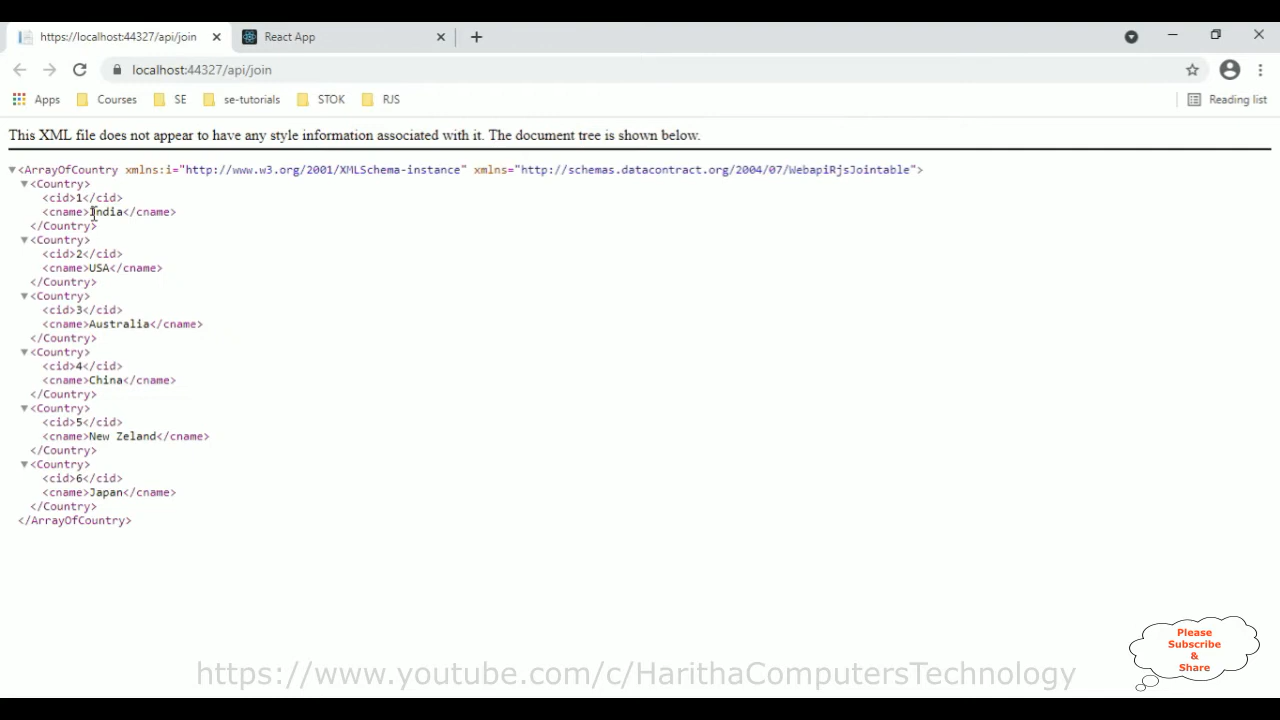 https://localhost:44327/api/join
React App
localhost:44327/api/join
Apps
Courses
SE
se-tutorials
STOK
RJS
Reading list
This XML file does not appear to have any style information associated with it. The document tree is shown below.
▼<ArrayOfCountry xmlns:i="http://www.w3.org/2001/XMLSchema-instance" xmlns="http://schemas.datacontract.org/2004/07/WebapiRjsJointable">
▼<Country>
<cid>1</cid>
<cname>India</cname>
</Country>
▼<Country>
<cid>2</cid>
<cname>USA</cname>
</Country>
▼<Country>
<cid>3</cid>
<cname>Australia</cname>
</Country>
▼<Country>
<cid>4</cid>
<cname>China</cname>
</Country>
▼<Country>
<cid>5</cid>
<cname>New Zeland</cname>
</Country>
▼<Country>
<cid>6</cid>
<cname>Japan</cname>
</Country>
</ArrayOfCountry>
Please
Subscribe
&
Share
https://www.youtube.com/c/HarithaComputersTechnology